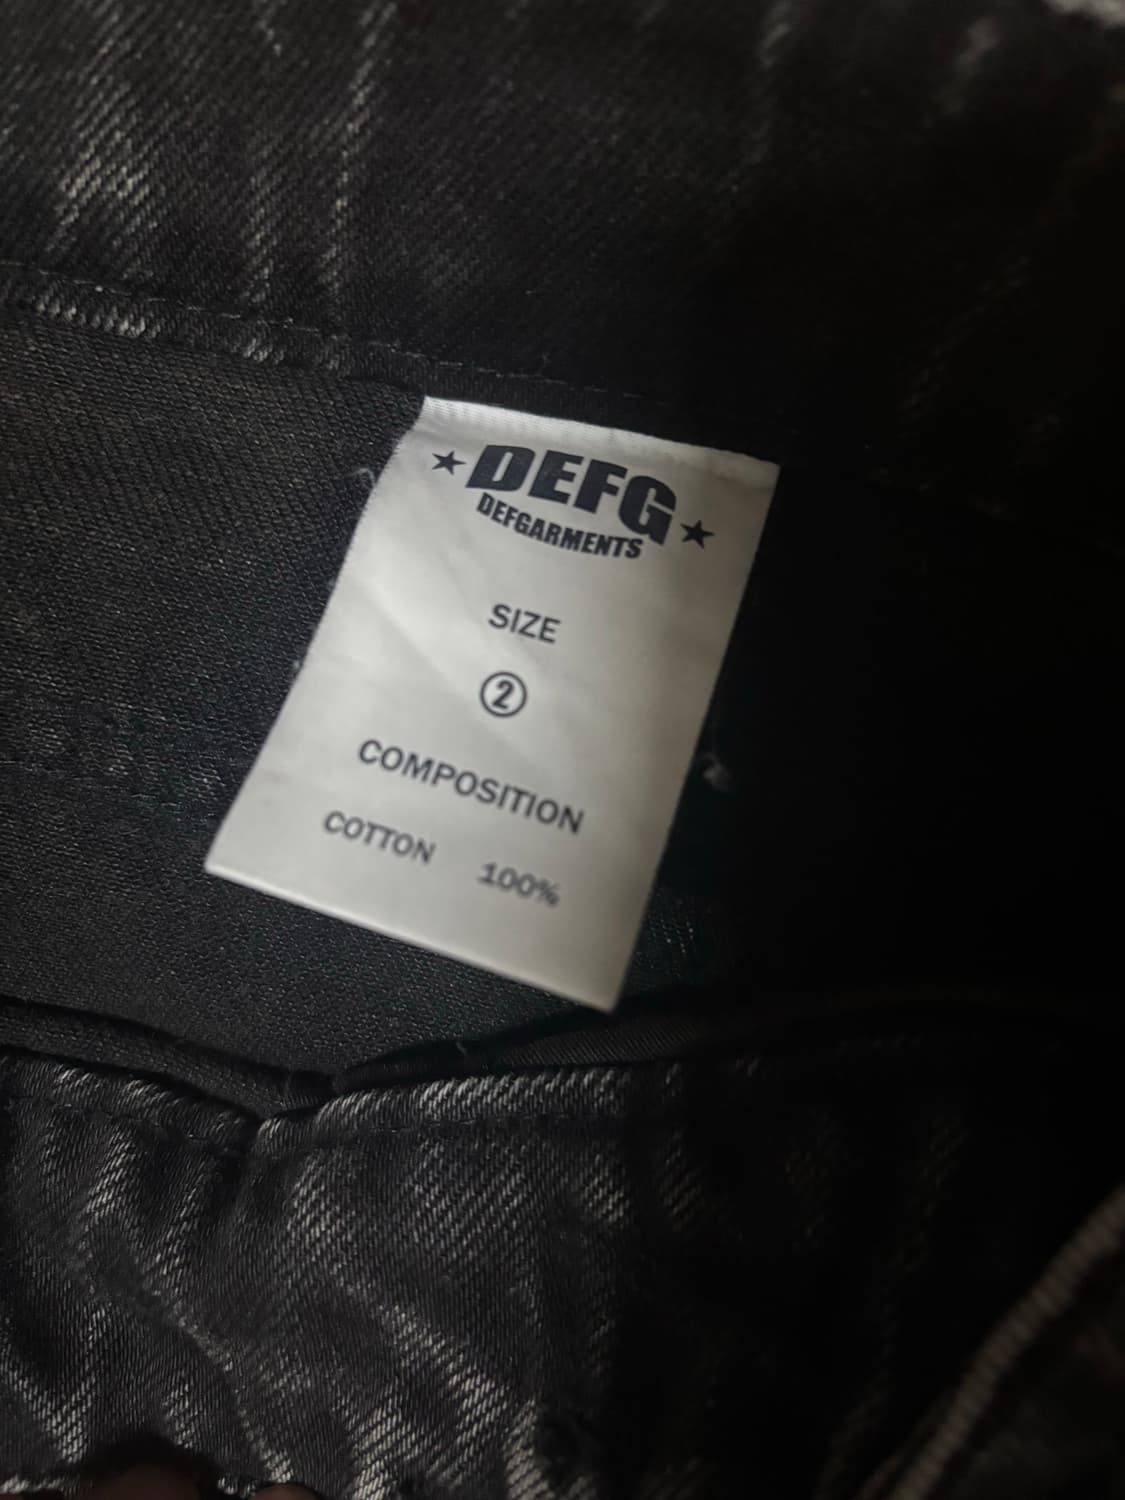 ★ DEFG ★
DEFGARMENTS
SIZE
②
COMPOSITION
COTTON 100%